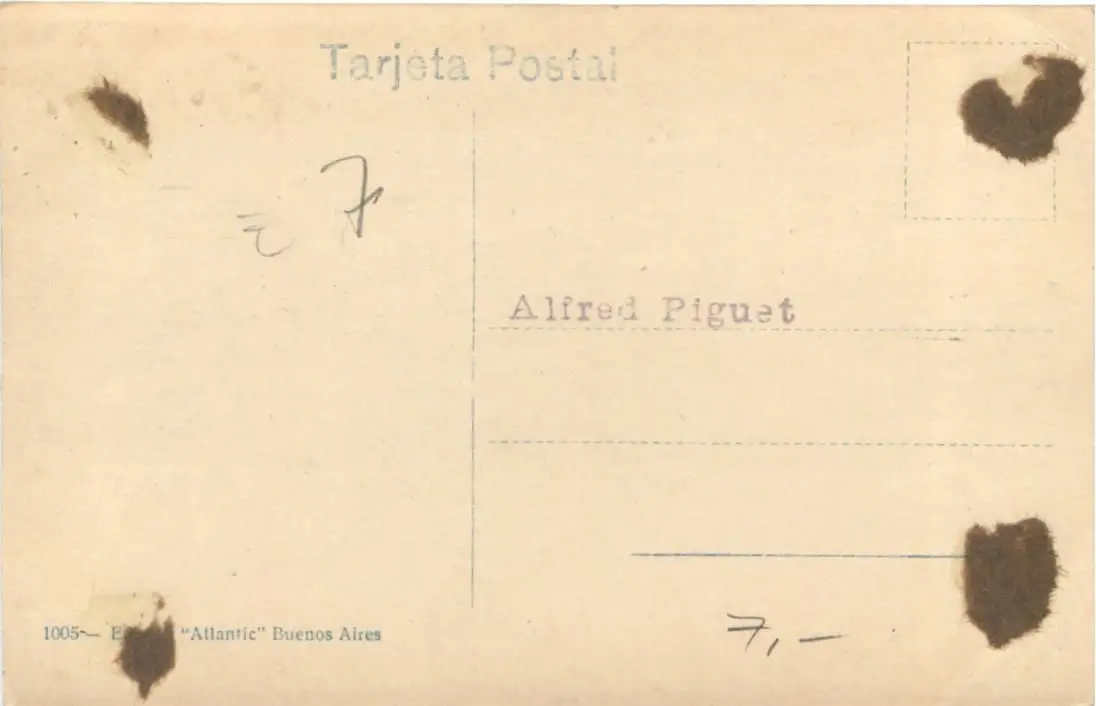 Tarjeta Postal
7
Alfred Piguet
1005— "Atlantic" Buenos Aires
7,—